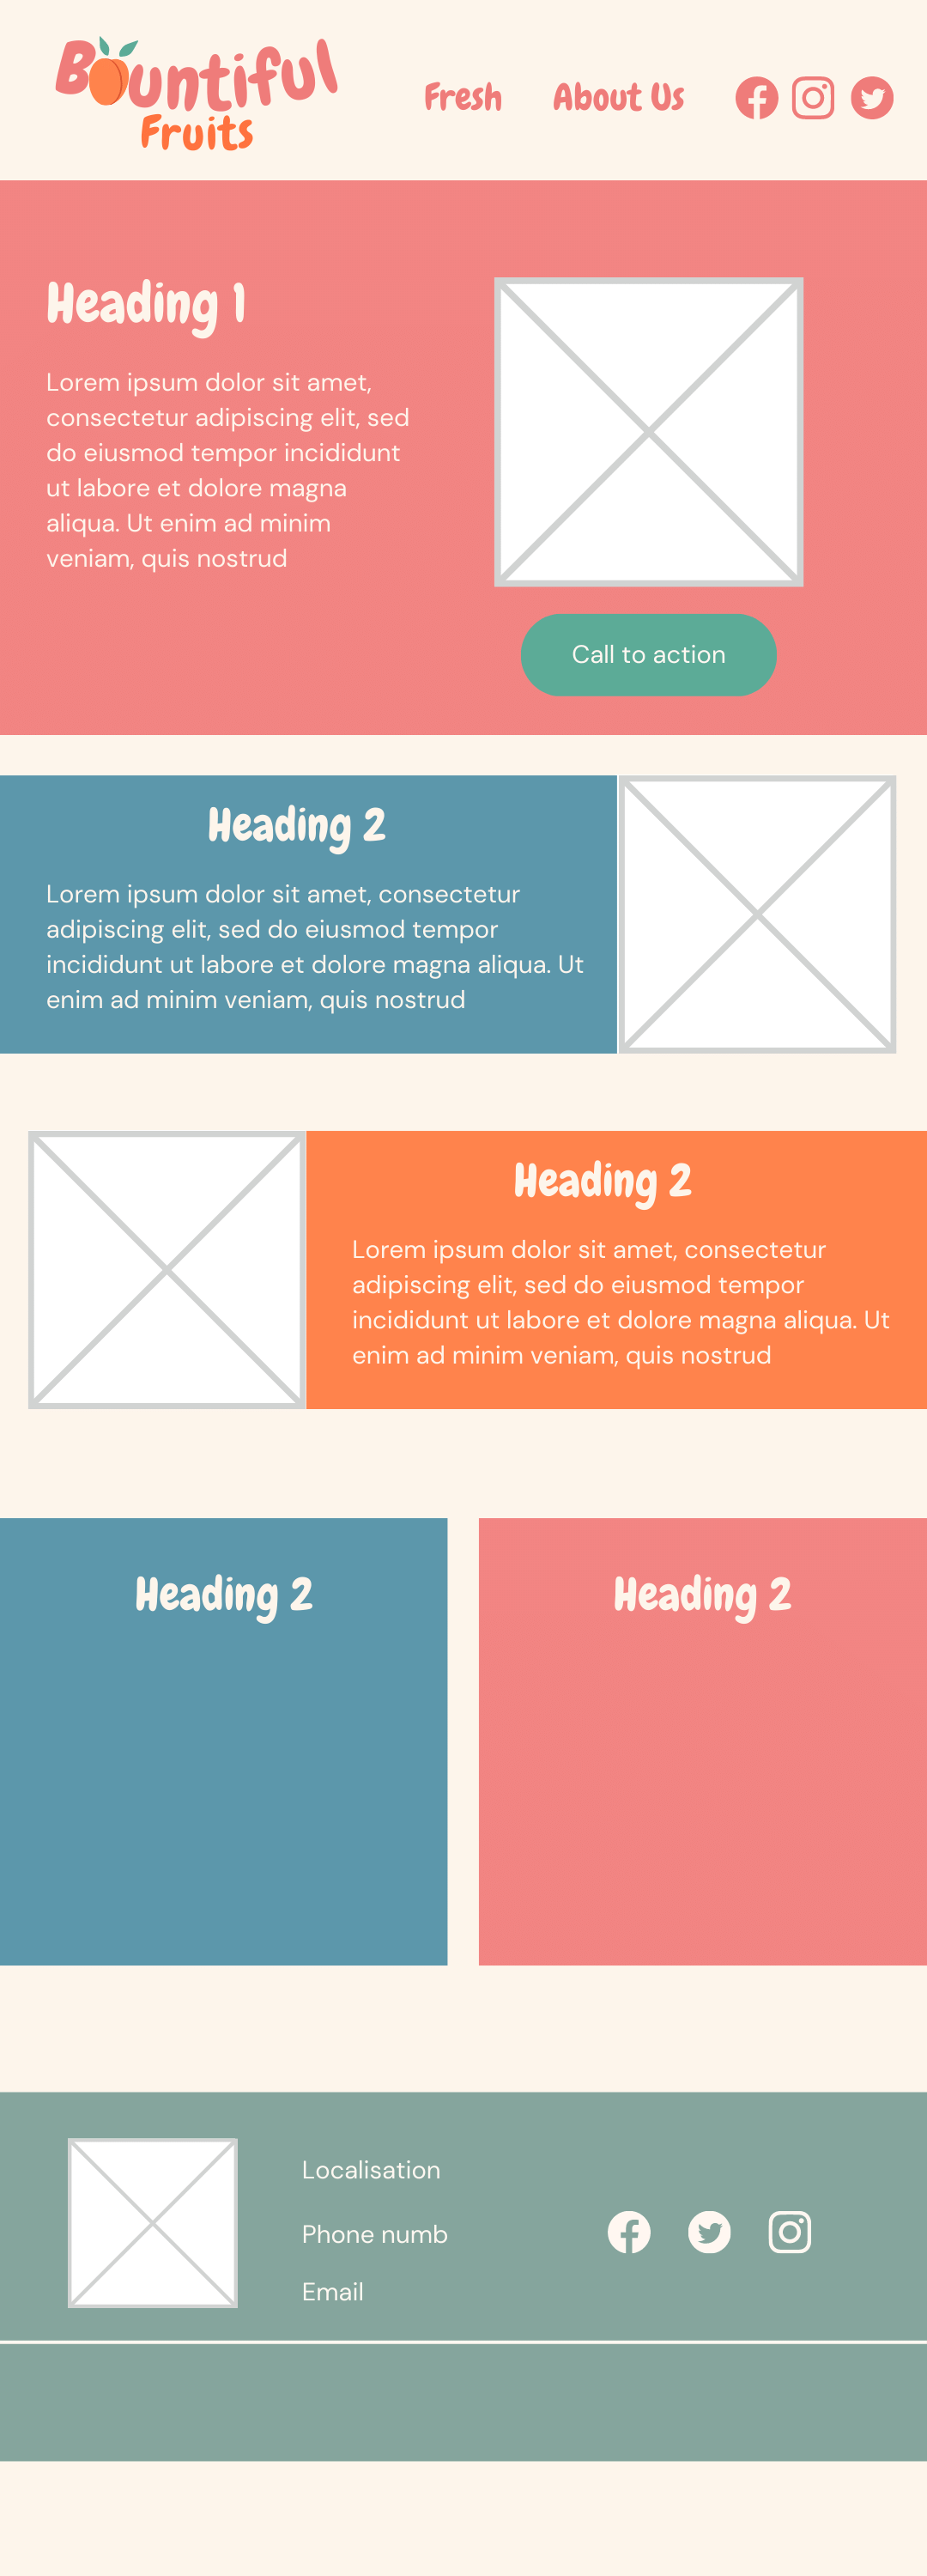 Bountiful
Fruits
Fresh
About Us
Heading 1
Lorem ipsum dolor sit amet,
consectetur adipiscing elit, sed
do eiusmod tempor incididunt
ut labore et dolore magna
aliqua. Ut enim ad minim
veniam, quis nostrud
Call to action
Heading 2
Lorem ipsum dolor sit amet, consectetur
adipiscing elit, sed do eiusmod tempor
incididunt ut labore et dolore magna aliqua. Ut
enim ad minim veniam, quis nostrud
Heading 2
Lorem ipsum dolor sit amet, consectetur
adipiscing elit, sed do eiusmod tempor
incididunt ut labore et dolore magna aliqua. Ut
enim ad minim veniam, quis nostrud
Heading 2
Heading 2
Localisation
Phone numb
Email